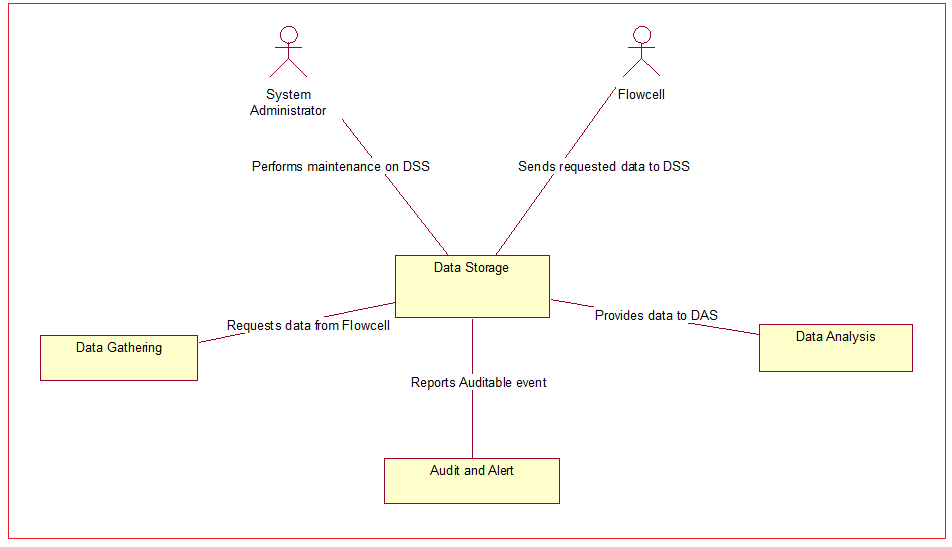 System
Administrator
Flowcell
Performs maintenance on DSS
Sends requested data to DSS
Data Storage
Requests data from Flowcell
Provides data to DAS
Data Gathering
Data Analysis
Reports Auditable event
Audit and Alert